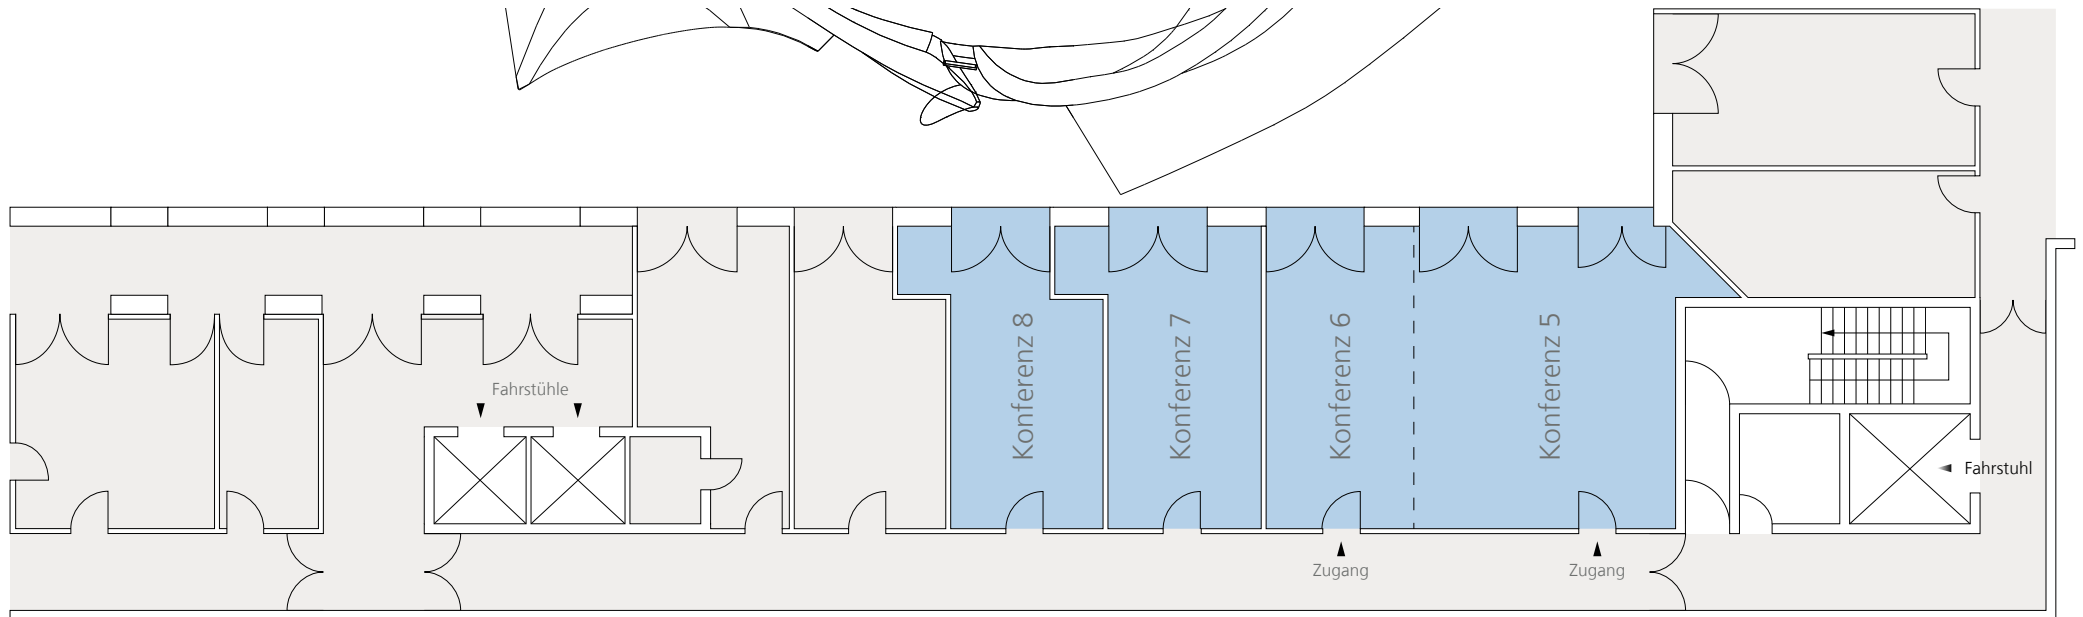 Fahrstühle
Konferenz 8
Konferenz 7
Konferenz 6
Konferenz 5
Fahrstuhl
Zugang
Zugang